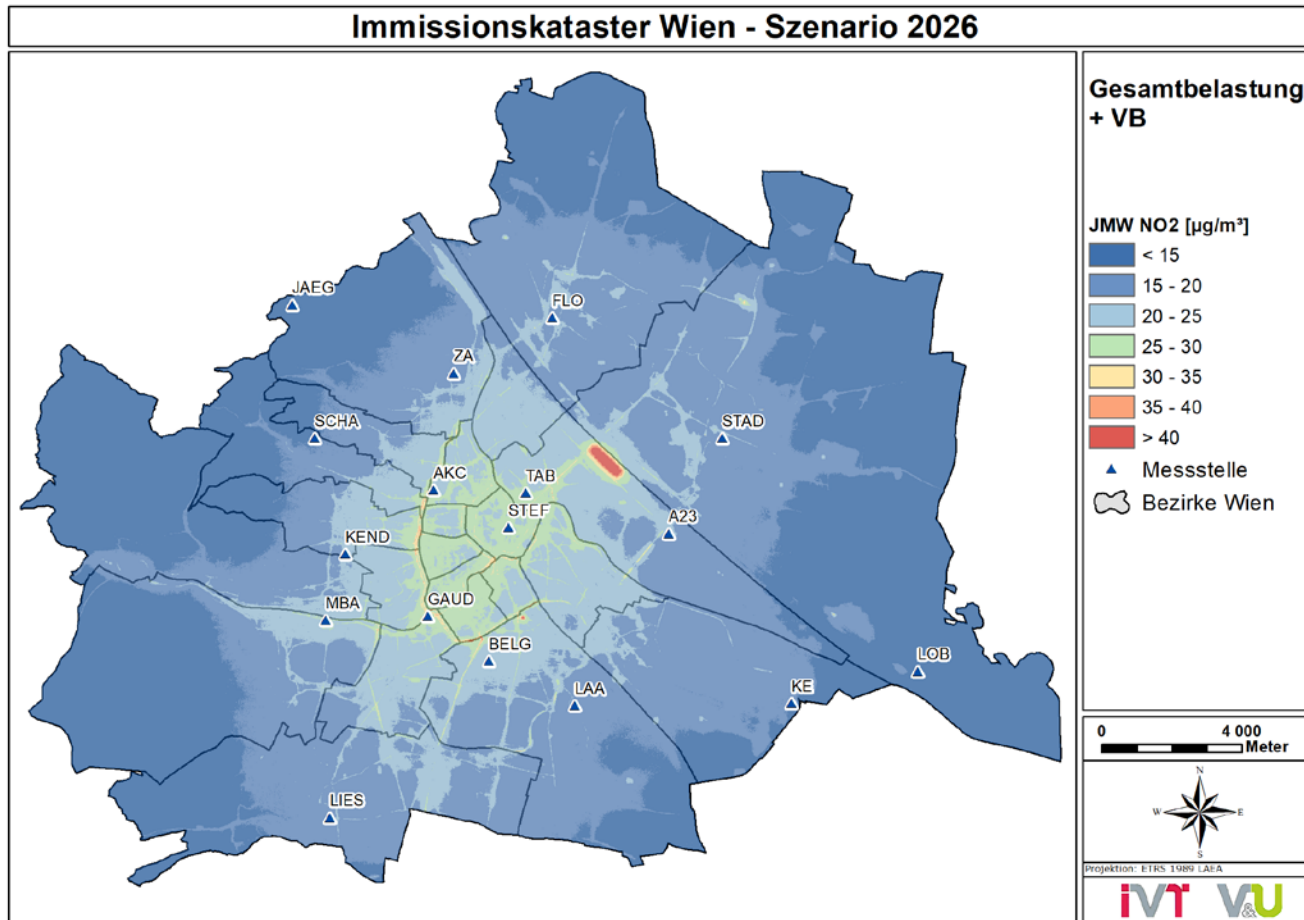 Immissionskataster Wien - Szenario 2026
Gesamtbelastung
+ VB
JMW NO2 [µg/m³]
< 15
15 - 20
20 - 25
25 - 30
30 - 35
35 - 40
> 40
Messstelle
Bezirke Wien
JAEG
FLO
ZA
SCHA
STAD
AKC
TAB
STEF
A23
KEND
MBA
GAUD
BELG
LOB
LAA
KE
LIES
0 4 000
Meter
N
W E
S
Projektion: ETRS 1989 LAEA
iVT V&U